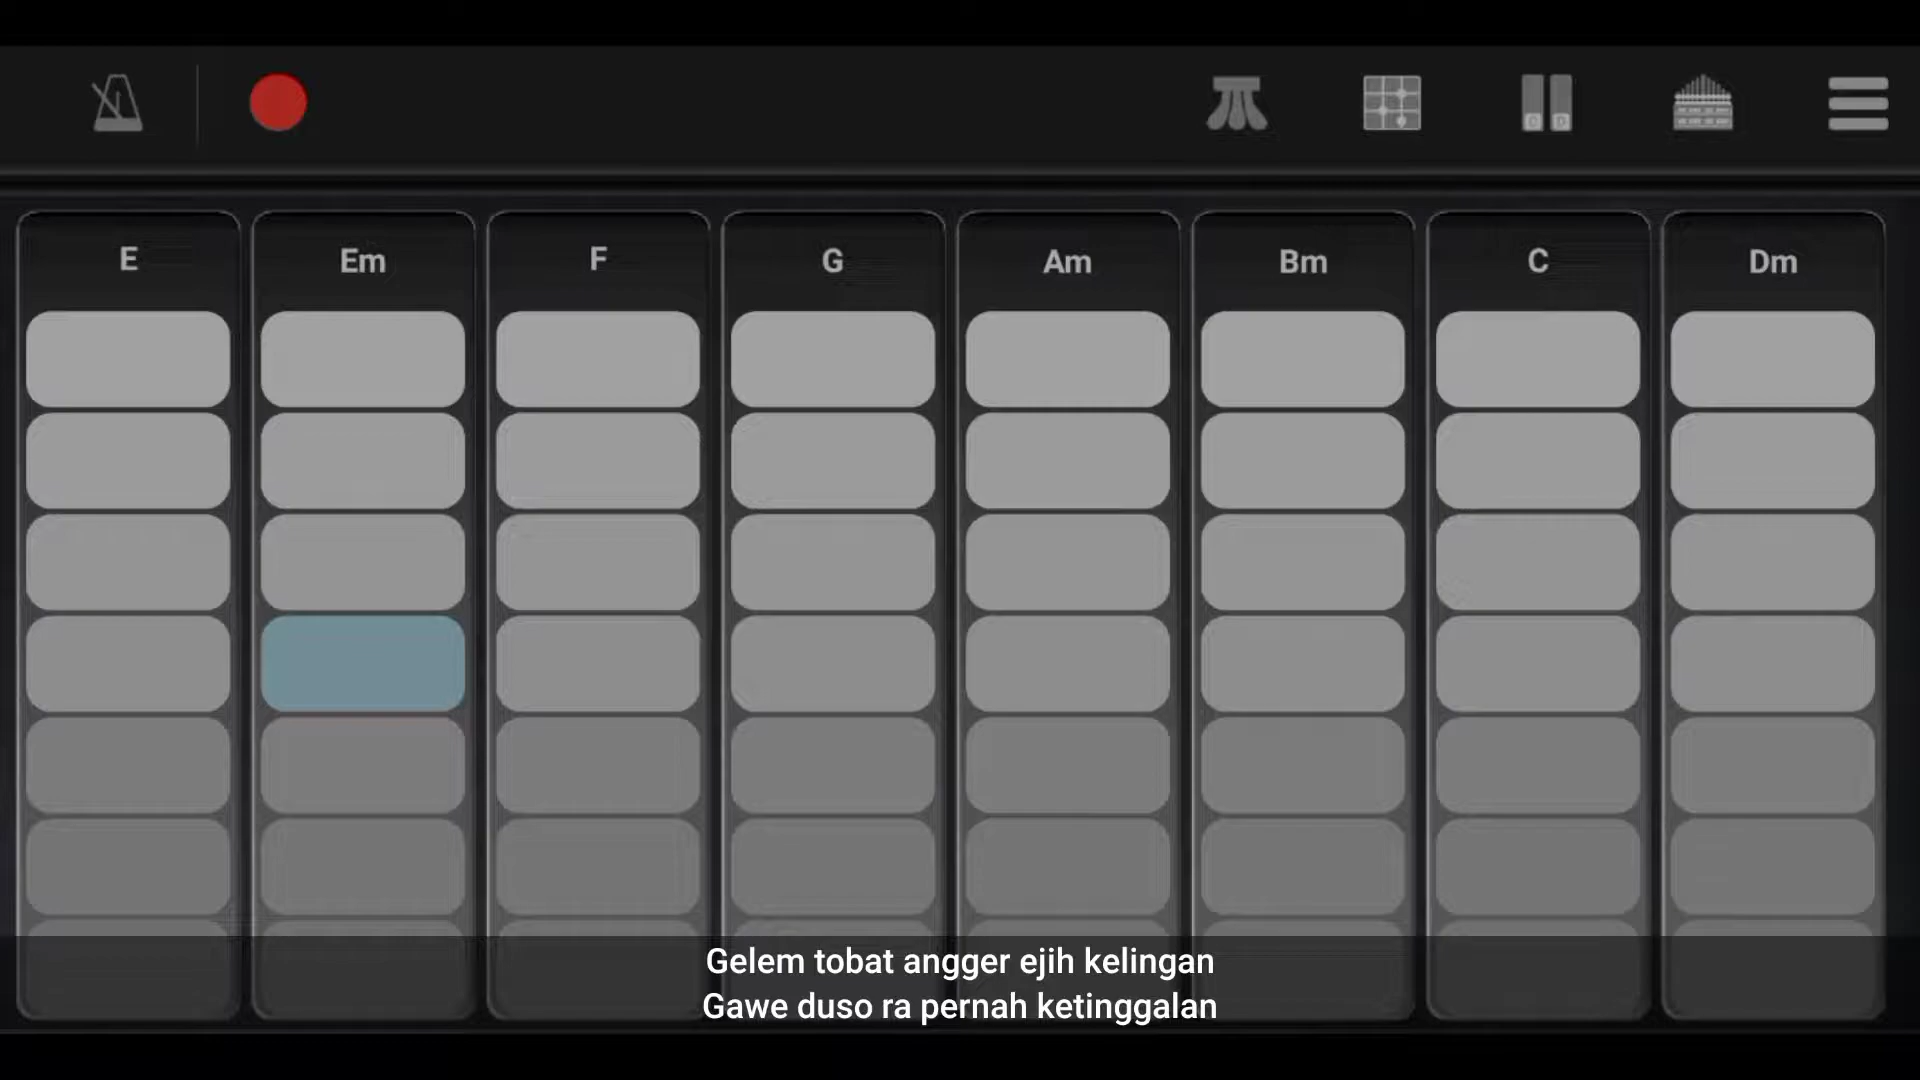 E
Em
F
G
Am
Bm
C
Dm
Gelem tobat angger ejih kelingan
Gawe duso ra pernah ketinggalan